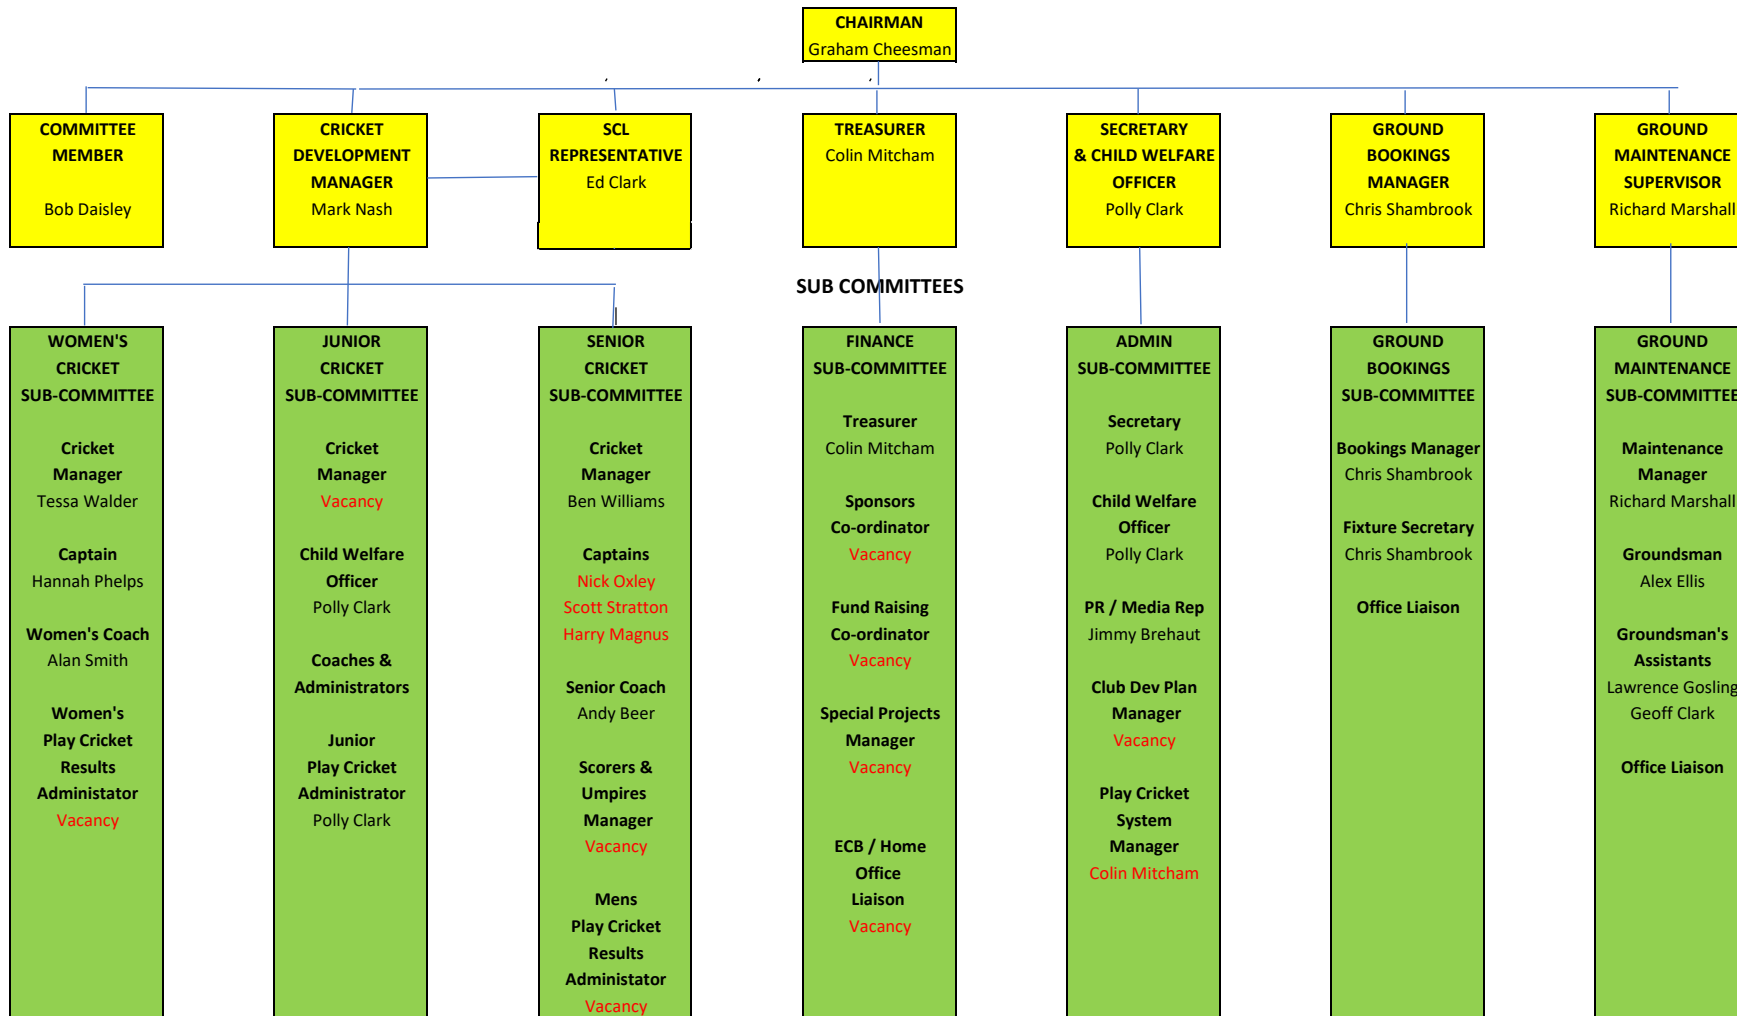 CHAIRMAN
Graham Cheesman
COMMITTEE
MEMBER
Bob Daisley
CRICKET
DEVELOPMENT
MANAGER
Mark Nash
SCL
REPRESENTATIVE
Ed Clark
TREASURER
Colin Mitcham
SECRETARY
& CHILD WELFARE
OFFICER
Polly Clark
GROUND
BOOKINGS
MANAGER
Chris Shambrook
GROUND
MAINTENANCE
SUPERVISOR
Richard Marshall
SUB COMMITTEES
WOMEN'S
CRICKET
SUB-COMMITTEE
Cricket
Manager
Tessa Walder
Captain
Hannah Phelps
Women's Coach
Alan Smith
Women's
Play Cricket
Results
Administator
Vacancy
JUNIOR
CRICKET
SUB-COMMITTEE
Cricket
Manager
Vacancy
Child Welfare
Officer
Polly Clark
Coaches &
Administrators
Junior
Play Cricket
Administrator
Polly Clark
SENIOR
CRICKET
SUB-COMMITTEE
Cricket
Manager
Ben Williams
Captains
Nick Oxley
Scott Stratton
Harry Magnus
Senior Coach
Andy Beer
Scorers &
Umpires
Manager
Vacancy
Mens
Play Cricket
Results
Administator
Vacancy
FINANCE
SUB-COMMITTEE
Treasurer
Colin Mitcham
Sponsors
Co-ordinator
Vacancy
Fund Raising
Co-ordinator
Vacancy
Special Projects
Manager
Vacancy
ECB / Home
Office
Liaison
Vacancy
ADMIN
SUB-COMMITTEE
Secretary
Polly Clark
Child Welfare
Officer
Polly Clark
PR / Media Rep
Jimmy Brehaut
Club Dev Plan
Manager
Vacancy
Play Cricket
System
Manager
Colin Mitcham
GROUND
BOOKINGS
SUB-COMMITTEE
Bookings Manager
Chris Shambrook
Fixture Secretary
Chris Shambrook
Office Liaison
GROUND
MAINTENANCE
SUB-COMMITTEE
Maintenance
Manager
Richard Marshall
Groundsman
Alex Ellis
Groundsman's
Assistants
Lawrence Gosling
Geoff Clark
Office Liaison